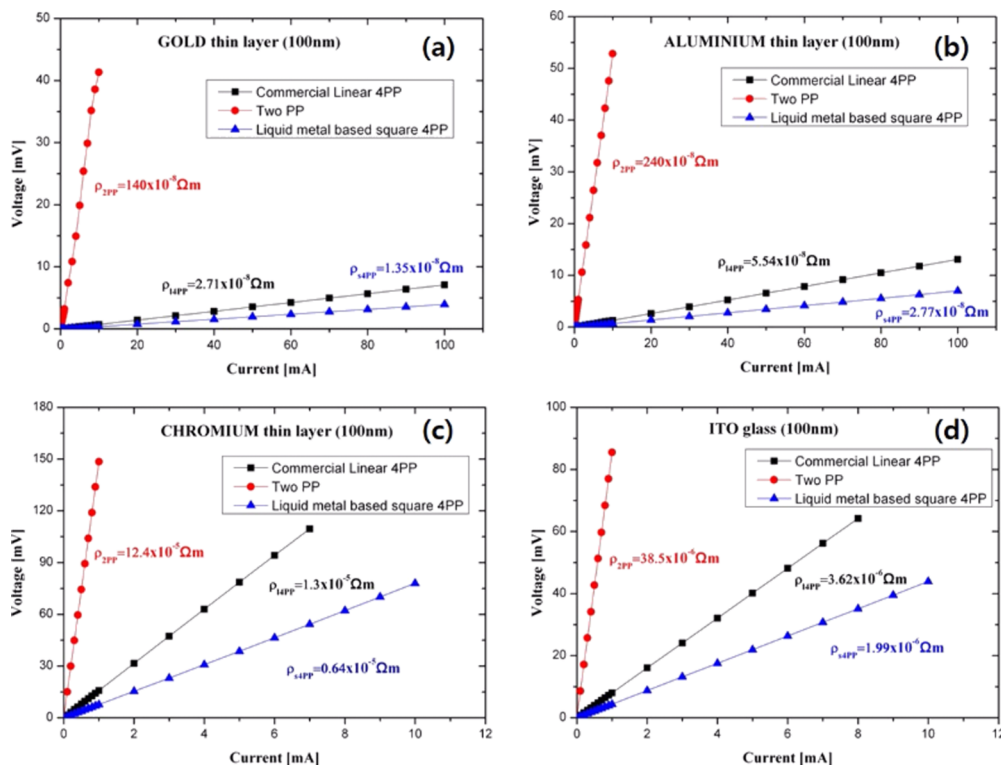 GOLD thin layer (100nm)
(a)
Commercial Linear 4PP
Two PP
Liquid metal based square 4PP
ρ2PP=140x10-8Ωm
ρl4PP=2.71x10-8Ωm
ρs4PP=1.35x10-8Ωm
Voltage [mV]
50
40
30
20
10
0
0 20 40 60 80 100
Current [mA]
ALUMINIUM thin layer (100nm)
(b)
Commercial Linear 4PP
Two PP
Liquid metal based square 4PP
ρ2PP=240x10-8Ωm
ρl4PP=5.54x10-8Ωm
ρs4PP=2.77x10-8Ωm
Voltage [mV]
60
50
40
30
20
10
0
0 20 40 60 80 100
Current [mA]
CHROMIUM thin layer (100nm)
(c)
Commercial Linear 4PP
Two PP
Liquid metal based square 4PP
ρ2PP=12.4x10-5Ωm
ρl4PP=1.3x10-5Ωm
ρs4PP=0.64x10-5Ωm
Voltage [mV]
180
150
120
90
60
30
0
0 2 4 6 8 10 12
Current [mA]
ITO glass (100nm)
(d)
Commercial Linear 4PP
Two PP
Liquid metal based square 4PP
ρ2PP=38.5x10-6Ωm
ρl4PP=3.62x10-6Ωm
ρs4PP=1.99x10-6Ωm
Voltage [mV]
100
80
60
40
20
0
0 2 4 6 8 10 12
Current [mA]